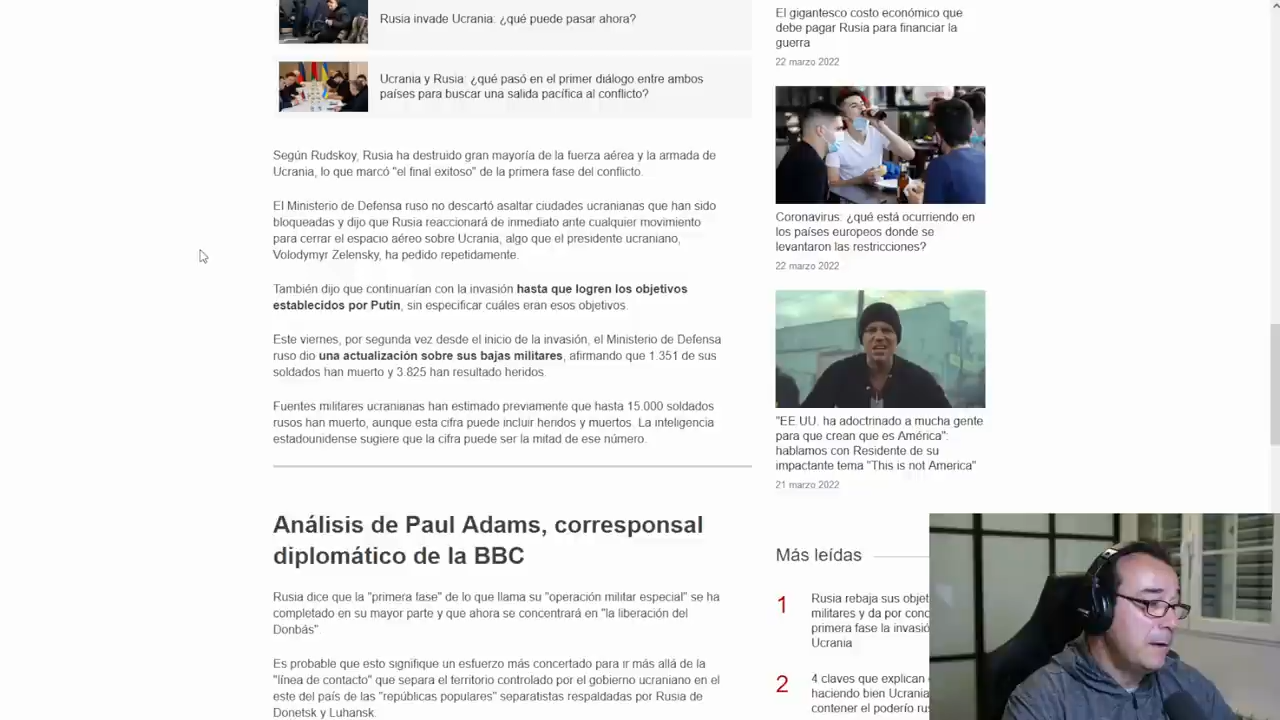 Rusia invade Ucrania: ¿qué puede pasar ahora?
Ucrania y Rusia: ¿qué pasó en el primer diálogo entre ambos
países para buscar una salida pacífica al conflicto?
Según Rudskoy, Rusia ha destruido gran mayoría de la fuerza aérea y la armada de
Ucrania, lo que marcó "el final exitoso" de la primera fase del conflicto.
El Ministerio de Defensa ruso no descartó asaltar ciudades ucranianas que han sido
bloqueadas y dijo que Rusia reaccionará de inmediato ante cualquier movimiento
para cerrar el espacio aéreo sobre Ucrania, algo que el presidente ucraniano,
Volodymyr Zelensky, ha pedido repetidamente.
También dijo que continuarían con la invasión hasta que logren los objetivos
establecidos por Putin, sin especificar cuáles eran esos objetivos.
Este viernes, por segunda vez desde el inicio de la invasión, el Ministerio de Defensa
ruso dio una actualización sobre sus bajas militares, afirmando que 1.351 de sus
soldados han muerto y 3.825 han resultado heridos.
Fuentes militares ucranianas han estimado previamente que hasta 15.000 soldados
rusos han muerto, aunque esta cifra puede incluir heridos y muertos. La inteligencia
estadounidense sugiere que la cifra puede ser la mitad de ese número.
Análisis de Paul Adams, corresponsal
diplomático de la BBC
Rusia dice que la "primera fase" de lo que llama su "operación militar especial" se ha
completado en su mayor parte y que ahora se concentrará en "la liberación del
Donbás".
Es probable que esto signifique un esfuerzo más concertado para ir más allá de la
"línea de contacto" que separa el territorio controlado por el gobierno ucraniano en el
este del país de las "repúblicas populares" separatistas respaldadas por Rusia de
Donetsk y Luhansk.
El gigantesco costo económico que
debe pagar Rusia para financiar la
guerra
22 marzo 2022
Coronavirus: ¿qué está ocurriendo en
los países europeos donde se
levantaron las restricciones?
22 marzo 2022
"EE.UU. ha adoctrinado a mucha gente
para que crean que es América":
hablamos con Residente de su
impactante tema "This is not America"
21 marzo 2022
Más leídas
1
Rusia rebaja sus obje
militares y da por conc
primera fase la invasió
Ucrania
2
4 claves que explican
haciendo bien Ucrania
contener el poderío rus